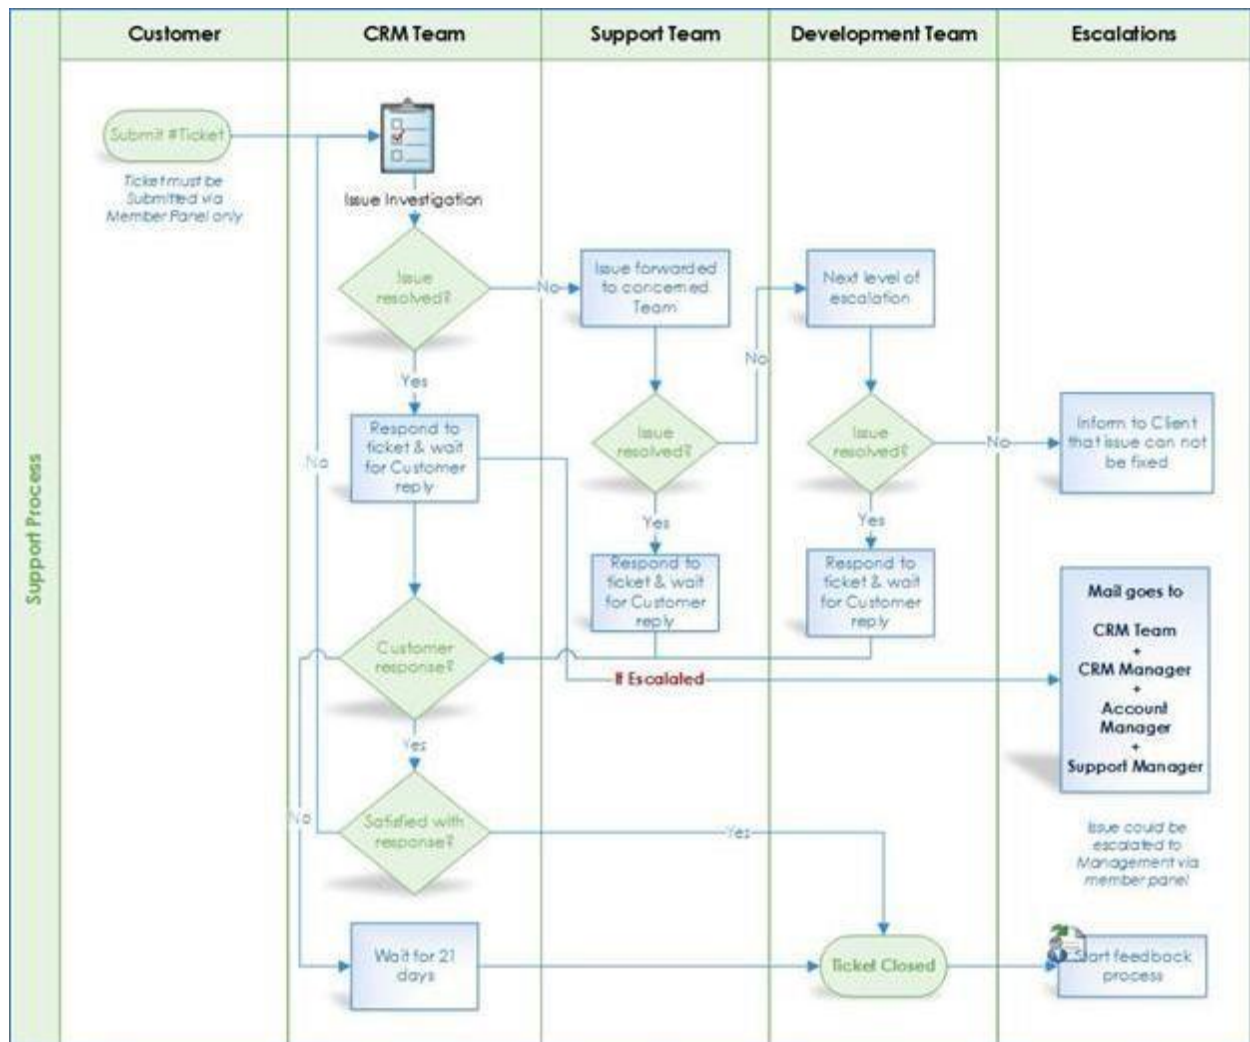 Customer
CRM Team
Support Team
Development Team
Escalations
Support Process
Submit #Ticket
Ticket must be
Submitted via
Member Panel only
Issue Investigation
Issue
resolved?
No
Issue forwarded
to concerned
Team
Next level of
escalation
Yes
No
Respond to
ticket & wait
for Customer
reply
No
Issue
resolved?
Issue
resolved?
No
Inform to Client
that issue can not
be fixed
Yes
Yes
Respond to
ticket & wait
for Customer
reply
Respond to
ticket & wait
for Customer
reply
Mail goes to
CRM Team
+
CRM Manager
+
Account
Manager
+
Support Manager
Customer
response?
If Escalated
Yes
No
Satisfied with
response?
Yes
Issue could be
escalated to
Management via
member panel
Wait for 21
days
Ticket Closed
Start feedback
process